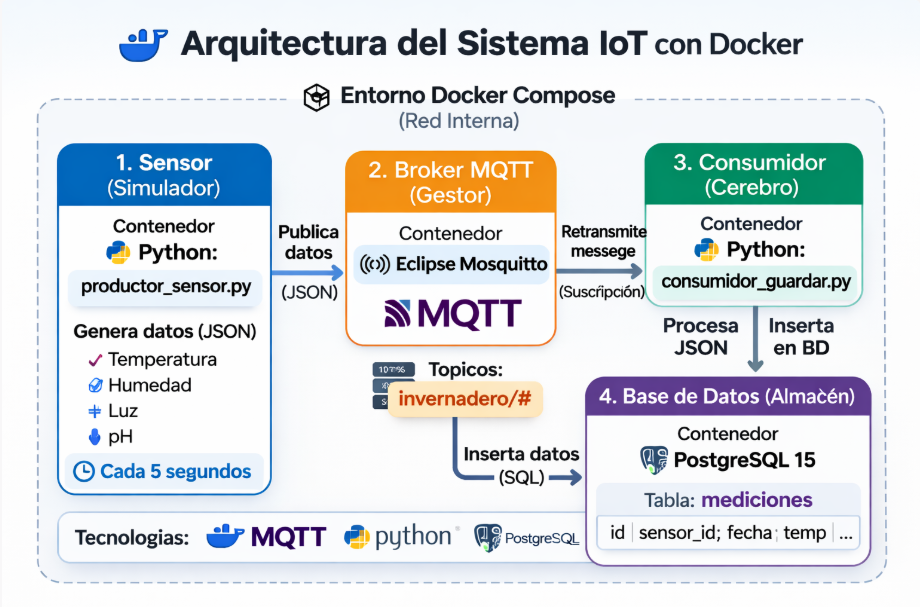 Arquitectura del Sistema IoT con Docker
Entorno Docker Compose
(Red Interna)
1. Sensor
(Simulador)
Contenedor
Python:
productor_sensor.py
Genera datos (JSON)
Temperatura
Humedad
Luz
pH
Cada 5 segundos
Publica
datos
(JSON)
2. Broker MQTT
(Gestor)
Contenedor
Eclipse Mosquitto
MQTT
Topicos:
invernadero/#
Retransmite
messege
(Suscripción)
3. Consumidor
(Cerebro)
Contenedor
Python:
consumidor_guardar.py
Procesa
JSON
Inserta
en BD
Inserta datos
(SQL)
4. Base de Datos (Almacén)
Contenedor
PostgreSQL 15
Tabla: mediciones
id | sensor_id; fecha | temp | ...
Tecnologias: MQTT python PostgreSQL